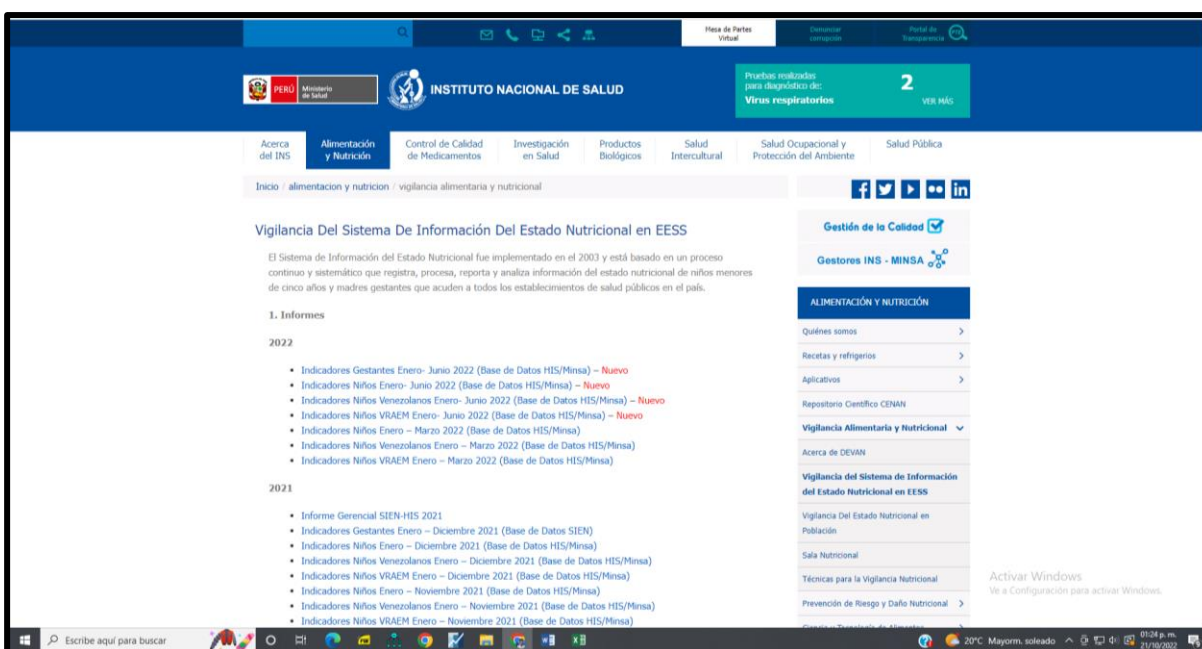 Mesa de Partes
Virtual
Denunciar
corrupción
Portal de
Transparencia
PERÚ
Ministerio
de Salud
INSTITUTO NACIONAL DE SALUD
Pruebas realizadas
para diagnóstico de:
Virus respiratorios
2
VER MÁS
Acerca
del INS
Alimentación
y Nutrición
Control de Calidad
de Medicamentos
Investigación
en Salud
Productos
Biológicos
Salud
Intercultural
Salud Ocupacional y
Protección del Ambiente
Salud Pública
Inicio / alimentacion y nutricion / vigilancia alimentaria y nutricional
Vigilancia Del Sistema De Información Del Estado Nutricional en EESS
El Sistema de Información del Estado Nutricional fue implementado en el 2003 y está basado en un proceso
continuo y sistemático que registra, procesa, reporta y analiza información del estado nutricional de niños menores
de cinco años y madres gestantes que acuden a todos los establecimientos de salud públicos en el país.
1. Informes
2022
Indicadores Gestantes Enero- Junio 2022 (Base de Datos HIS/Minsa) – Nuevo
Indicadores Niños Enero- Junio 2022 (Base de Datos HIS/Minsa) – Nuevo
Indicadores Niños Venezolanos Enero- Junio 2022 (Base de Datos HIS/Minsa) – Nuevo
Indicadores Niños VRAEM Enero- Junio 2022 (Base de Datos HIS/Minsa) – Nuevo
Indicadores Niños Enero – Marzo 2022 (Base de Datos HIS/Minsa)
Indicadores Niños Venezolanos Enero – Marzo 2022 (Base de Datos HIS/Minsa)
Indicadores Niños VRAEM Enero – Marzo 2022 (Base de Datos HIS/Minsa)
2021
Informe Gerencial SIEN-HIS 2021
Indicadores Gestantes Enero – Diciembre 2021 (Base de Datos SIEN)
Indicadores Niños Enero – Diciembre 2021 (Base de Datos HIS/Minsa)
Indicadores Niños Venezolanos Enero – Diciembre 2021 (Base de Datos HIS/Minsa)
Indicadores Niños VRAEM Enero – Diciembre 2021 (Base de Datos HIS/Minsa)
Indicadores Niños Enero – Noviembre 2021 (Base de Datos HIS/Minsa)
Indicadores Niños Venezolanos Enero – Noviembre 2021 (Base de Datos HIS/Minsa)
Indicadores Niños VRAEM Enero – Noviembre 2021 (Base de Datos HIS/Minsa)
Gestión de la Calidad
Gestores INS - MINSA
ALIMENTACIÓN Y NUTRICIÓN
Quiénes somos
Recetas y refrigerios
Aplicativos
Repositorio Científico CENAN
Vigilancia Alimentaria y Nutricional
Acerca de DEVAN
Vigilancia del Sistema de Información
del Estado Nutricional en EESS
Vigilancia Del Estado Nutricional en
Población
Sala Nutricional
Técnicas para la Vigilancia Nutricional
Prevención de Riesgo y Daño Nutricional
Ciencia y Tecnología de Alimentos
Activar Windows
Ve a Configuración para activar Windows.
Escribe aquí para buscar
20°C Mayorm. soleado
01:24 p. m.
21/10/2022